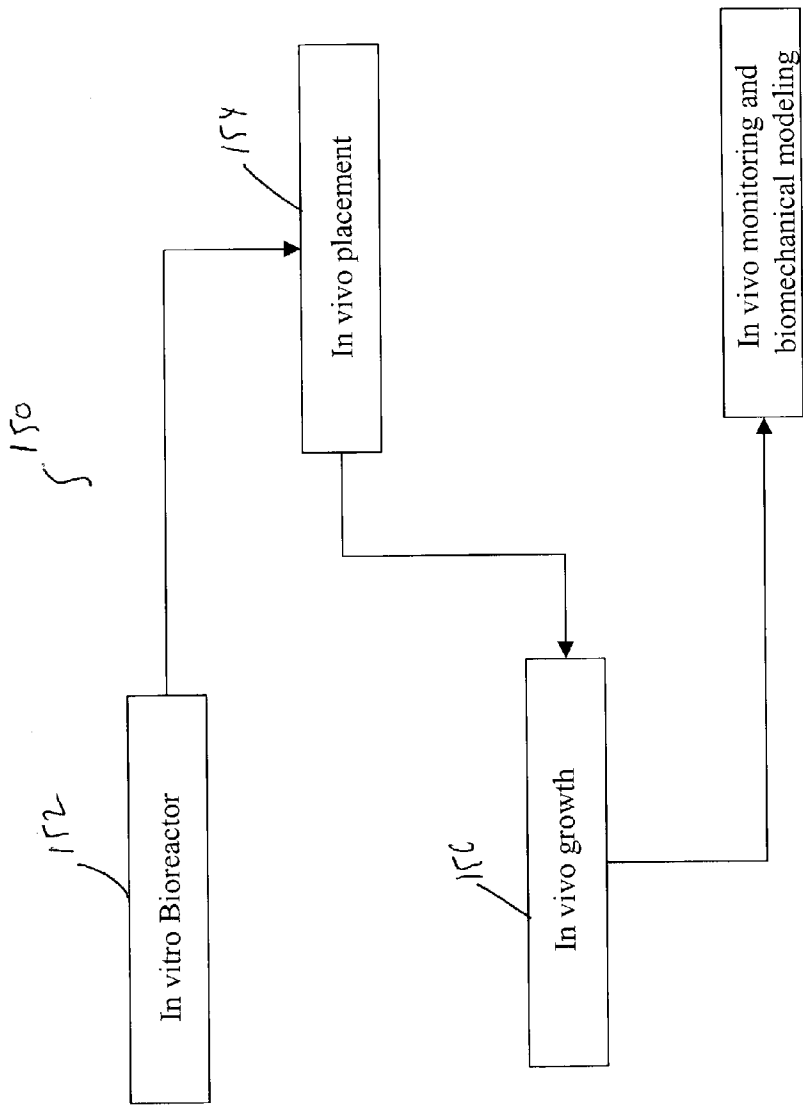 150
152
In vitro Bioreactor
154
In vivo placement
156
In vivo growth
In vivo monitoring and
biomechanical modeling